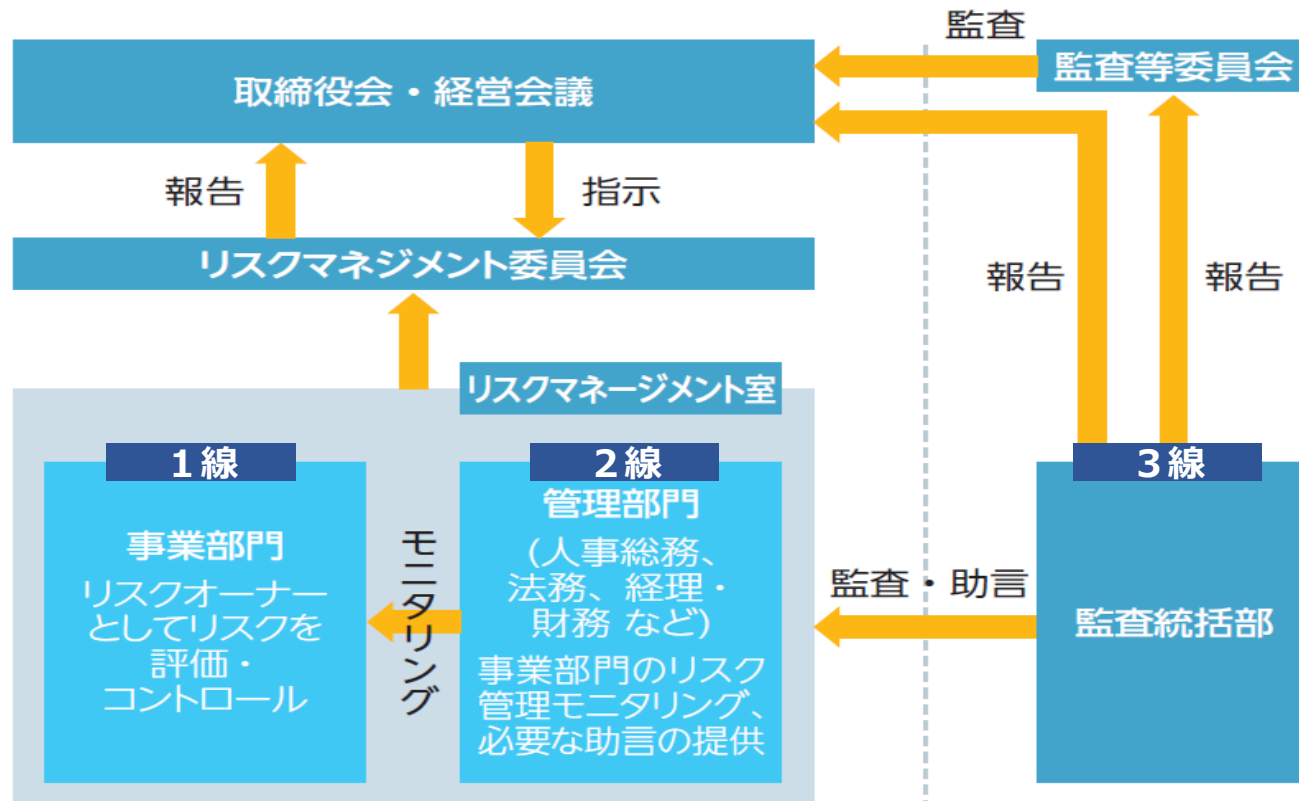 監査
監査等委員会
取締役会・経営会議
報告
指示
リスクマネジメント委員会
報告
報告
リスクマネージメント室
1線
事業部門
リスクオーナー
としてリスクを
評価・
コントロール
モニタリング
2線
管理部門
(人事総務、
法務、経理・
財務 など)
事業部門のリスク
管理モニタリング、
必要な助言の提供
監査・助言
3線
監査統括部